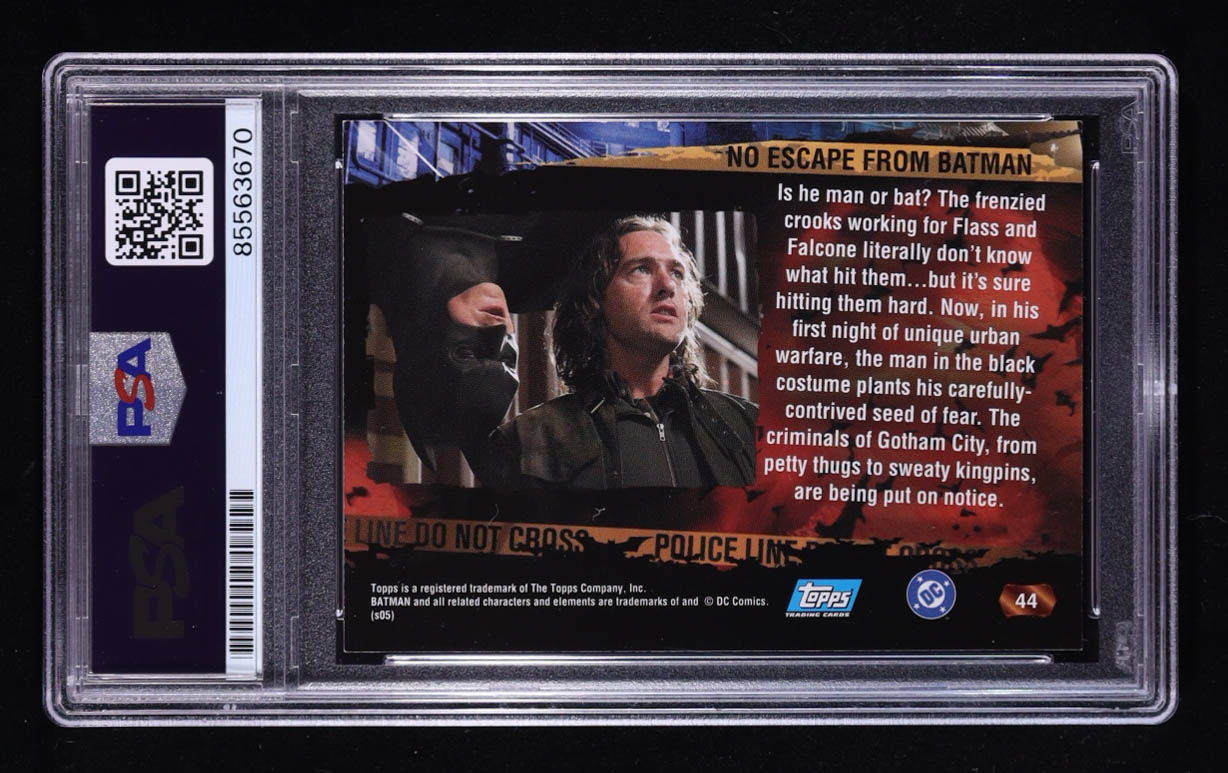 85563670
PSA
PSA
NO ESCAPE FROM BATMAN
Is he man or bat? The frenzied
crooks working for Flass and
Falcone literally don't know
what hit them...but it's sure
hitting them hard. Now, in his
first night of unique urban
warfare, the man in the black
costume plants his carefully-
contrived seed of fear. The
criminals of Gotham City, from
petty thugs to sweaty kingpins,
are being put on notice.
LINE DO NOT CROSS POLICE LINE
Topps is a registered trademark of The Topps Company, Inc.
BATMAN and all related characters and elements are trademarks of and © DC Comics.
(s05)
topps
TRADING CARDS
DC
44